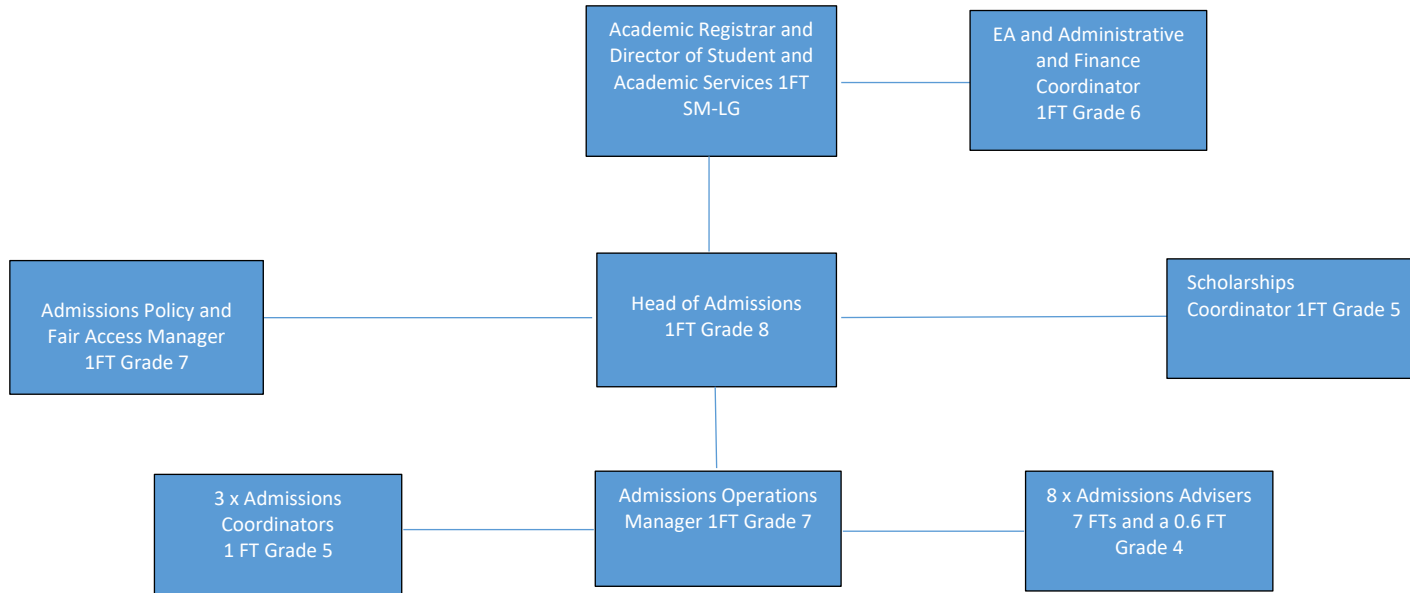 Academic Registrar and
Director of Student and
Academic Services 1FT
SM-LG
EA and Administrative
and Finance
Coordinator
1FT Grade 6
Admissions Policy and
Fair Access Manager
1FT Grade 7
Head of Admissions
1FT Grade 8
Scholarships
Coordinator 1FT Grade 5
3 x Admissions
Coordinators
1 FT Grade 5
Admissions Operations
Manager 1FT Grade 7
8 x Admissions Advisers
7 FTs and a 0.6 FT
Grade 4